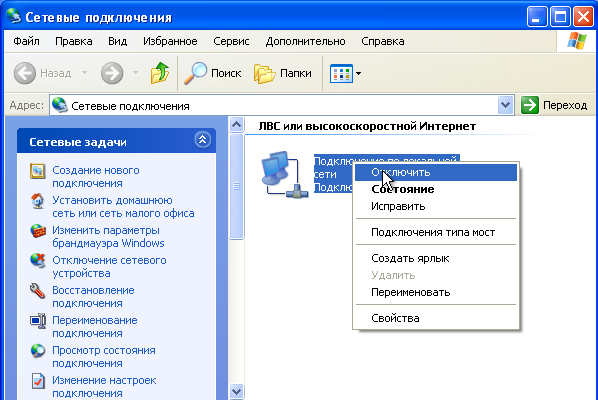 Сетевые подключения
Файл Правка Вид Избранное Сервис Дополнительно Справка
Назад Поиск Папки
Адрес: Сетевые подключения Переход
Сетевые задачи
Создание нового
подключения
Установить домашнюю
сеть или сеть малого офиса
Изменить параметры
брандмауэра Windows
Отключение сетевого
устройства
Восстановление
подключения
Переименование
подключения
Просмотр состояния
подключения
Изменение настроек
подключения
ЛВС или высокоскоростной Интернет
Подключение по локальной
сети
Отключить
Состояние
Исправить
Подключения типа мост
Создать ярлык
Удалить
Переименовать
Свойства